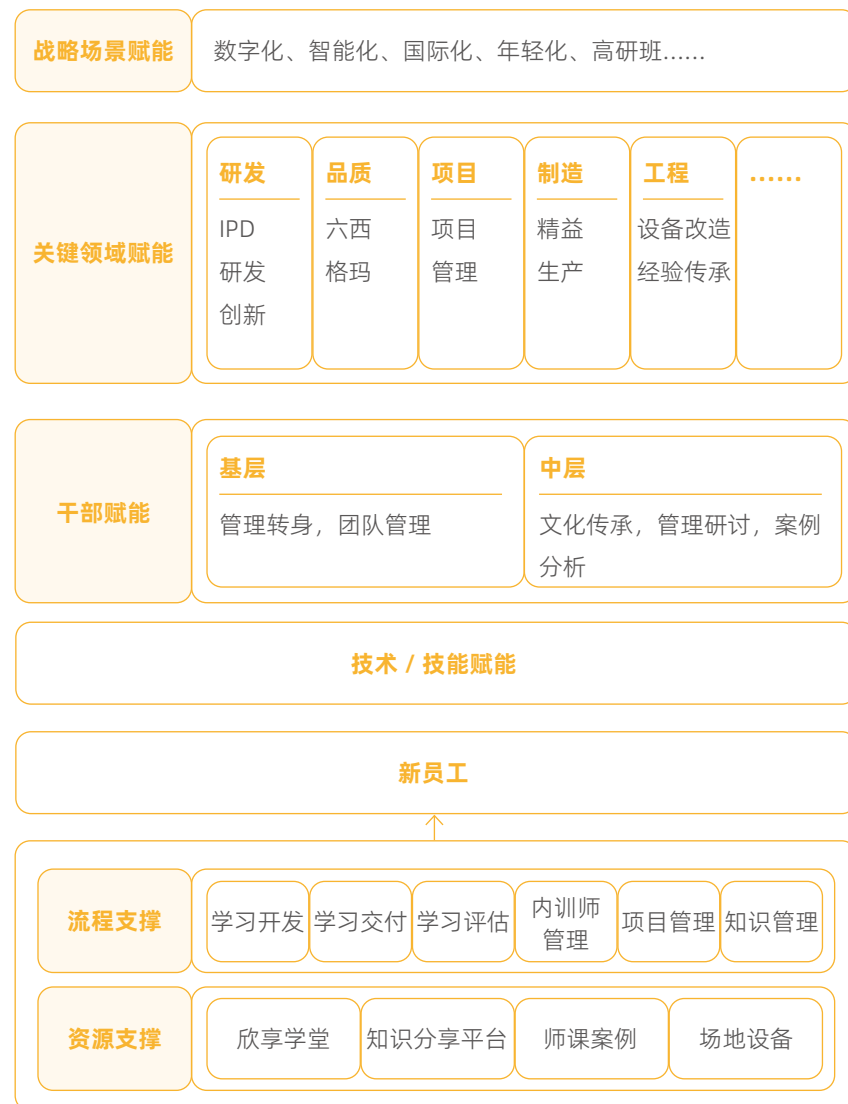 战略场景赋能
数字化、智能化、国际化、年轻化、高研班......
关键领域赋能
研发
IPD
研发
创新
品质
六西
格玛
项目
项目
管理
制造
精益
生产
工程
设备改造
经验传承
......
干部赋能
基层
管理转身，团队管理
中层
文化传承，管理研讨，案例
分析
技术 / 技能赋能
新员工
流程支撑
学习开发
学习交付
学习评估
内训师
管理
项目管理
知识管理
资源支撑
欣享学堂
知识分享平台
师课案例
场地设备